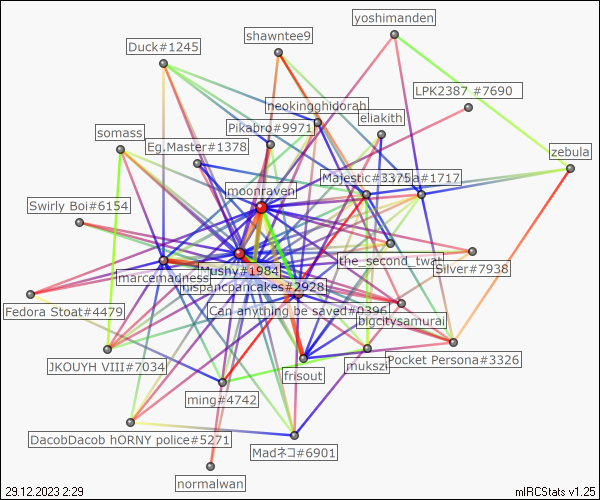 yoshimanden
shawntee9
Duck#1245
LPK2387 #7690
neokingghidorah
eliakith
Pikabro#9971
somass
Eg.Master#1378
zebula
Majestic#3375a#1717
moonraven
Swirly Boi#6154
the_second_twat
Silver#7938
Mushy#1984
marcemadness
hispancpancakes#2928
Fedora Stoat#4479
Can anything be saved#0396
bigcitysamurai
JKOUYH VIII#7034
mukszi
Pocket Persona#3326
frisout
ming#4742
DacobDacob hORNY police#5271
Madネコ#6901
normalwan
29.12.2023 2:29
mIRCStats v1.25